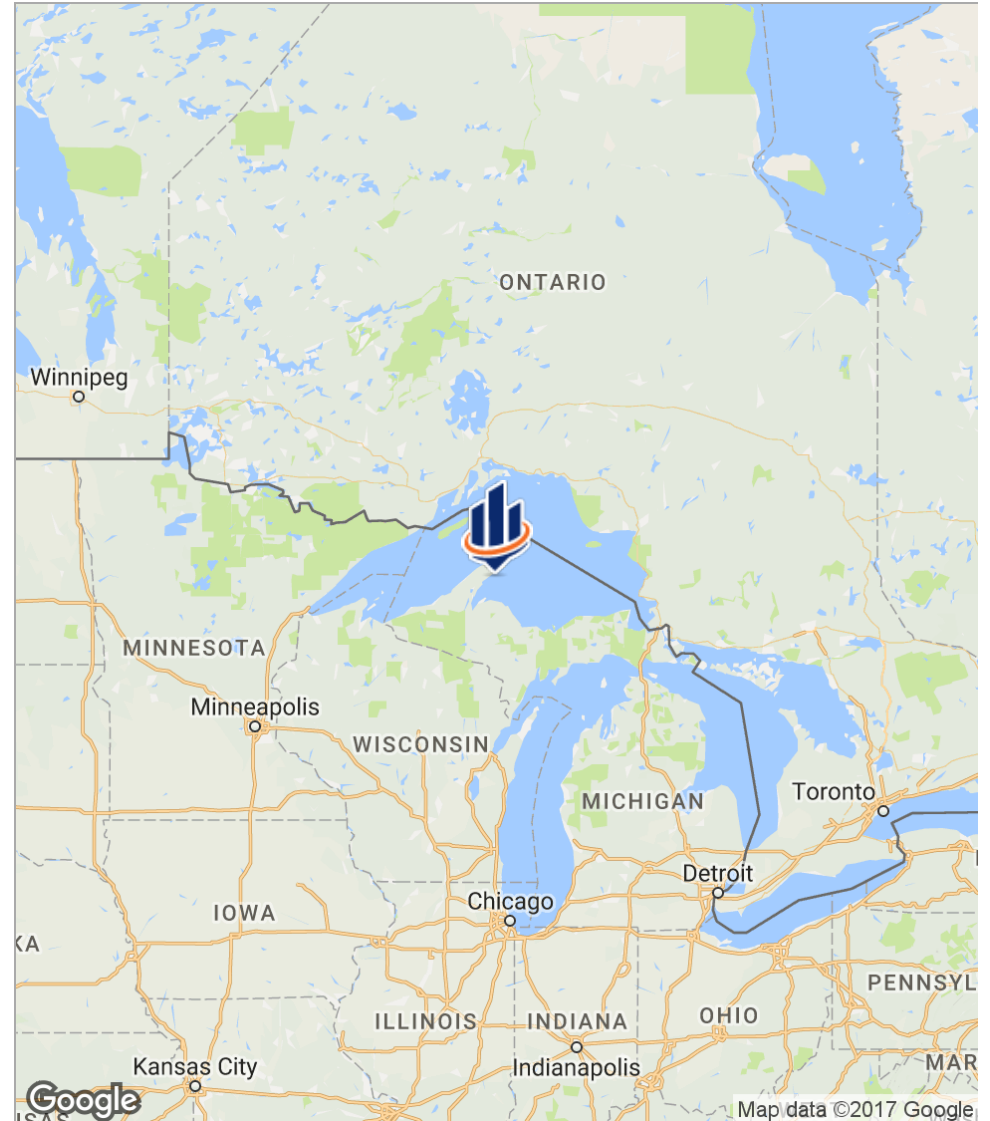 ONTARIO
Winnipeg
MINNESOTA
Minneapolis
WISCONSIN
MICHIGAN
Toronto
Detroit
Chicago
IOWA
KA
PENNSYL
ILLINOIS
INDIANA
OHIO
Indianapolis
Kansas City
MAR
Google
Map data ©2017 Google